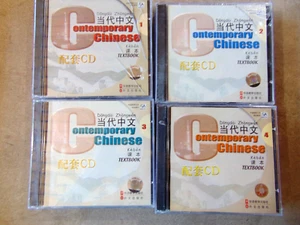 1
当代中文
Contemporary
Chinese
课本
TEXTBOOK
配套CD
2
当代中文
Contemporary
Chinese
课本
TEXTBOOK
配套CD
3
当代中文
Contemporary
Chinese
课本
TEXTBOOK
配套CD
4
当代中文
Contemporary
Chinese
课本
TEXTBOOK
配套CD